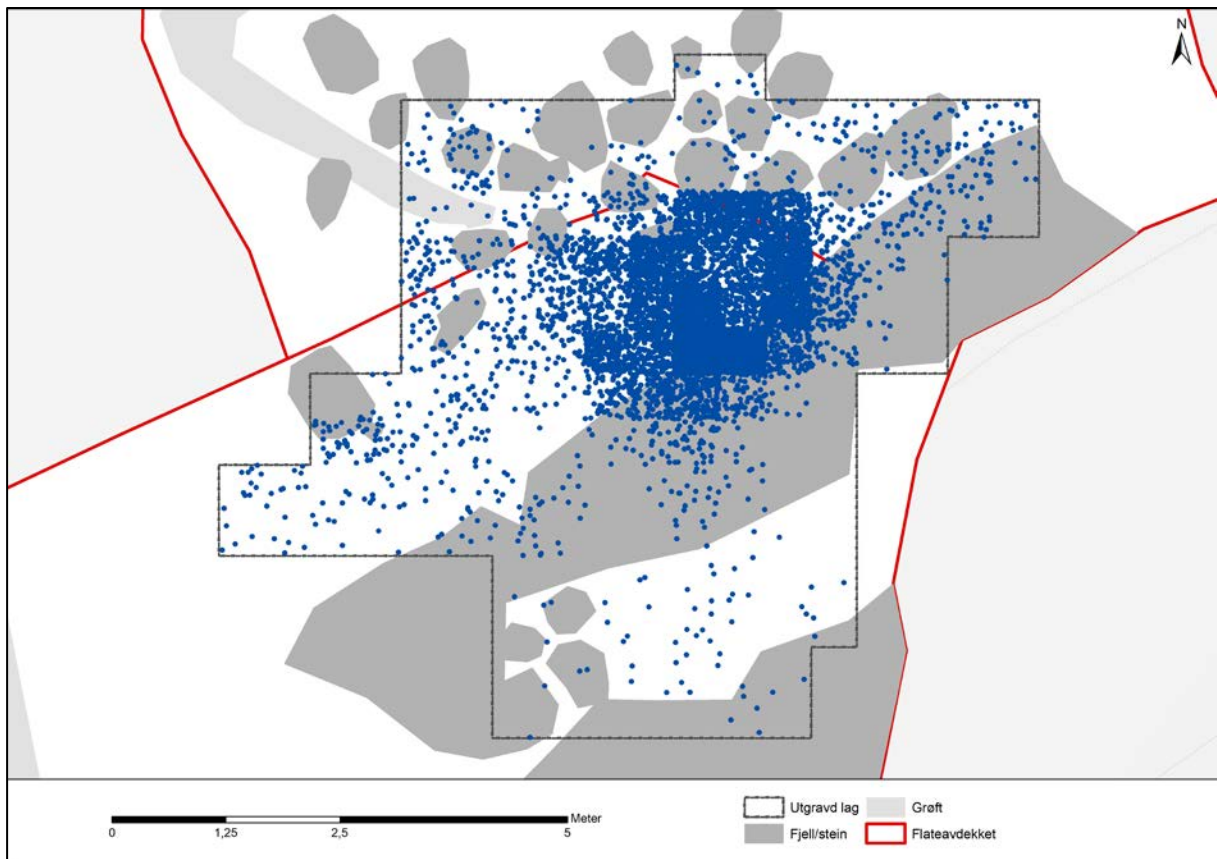 N
Meter
0
1,25
2,5
5
Utgravd lag
Grøft
Fjell/stein
Flateavdekket